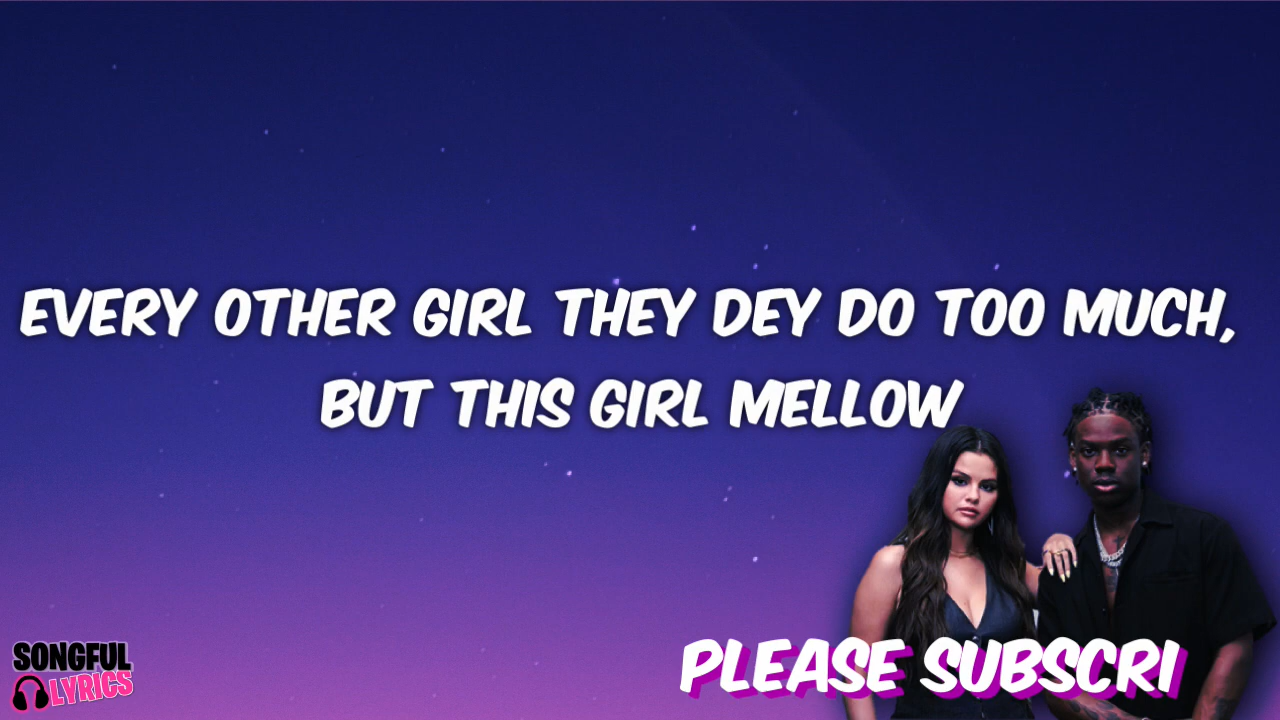 EVERY OTHER GIRL THEY DEY DO TOO MUCH,
BUT THIS GIRL MELLOW
PLEASE SUBSCRI
SONGFUL
LYRICS